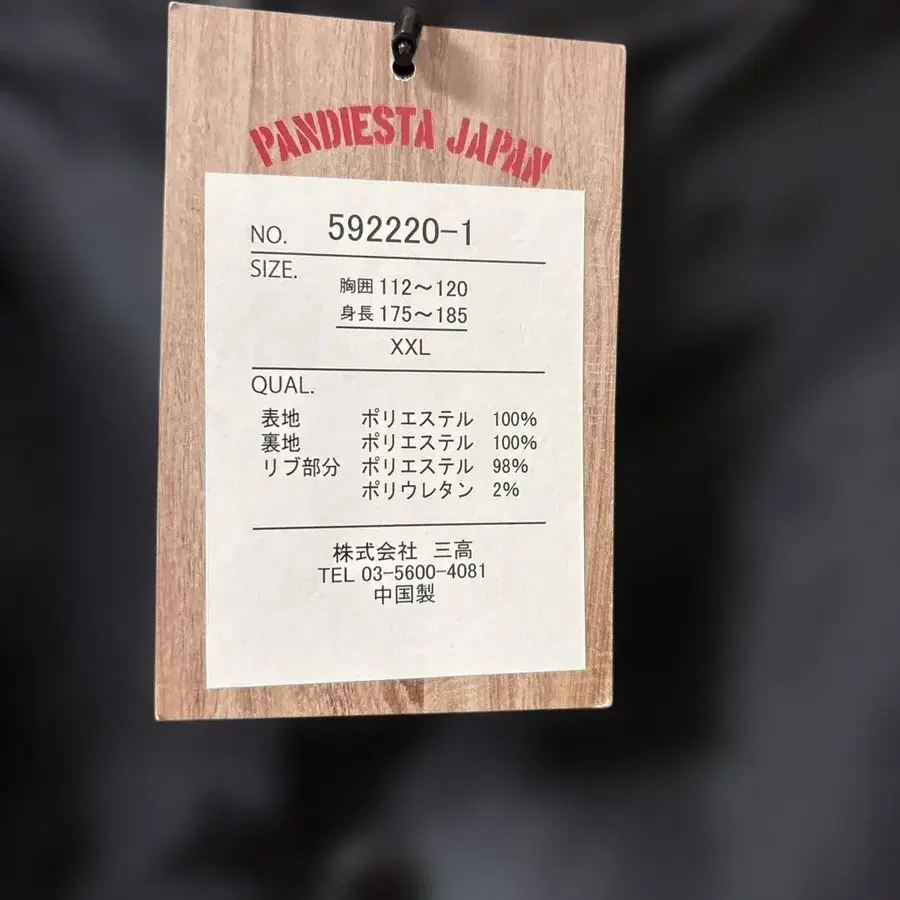 PANDIESTA JAPAN
NO. 592220-1
SIZE.
胸囲 112～120
身長 175～185
XXL
QUAL.
表地 ポリエステル 100%
裏地 ポリエステル 100%
リブ部分 ポリエステル 98%
ポリウレタン 2%
株式会社 三高
TEL 03-5600-4081
中国製